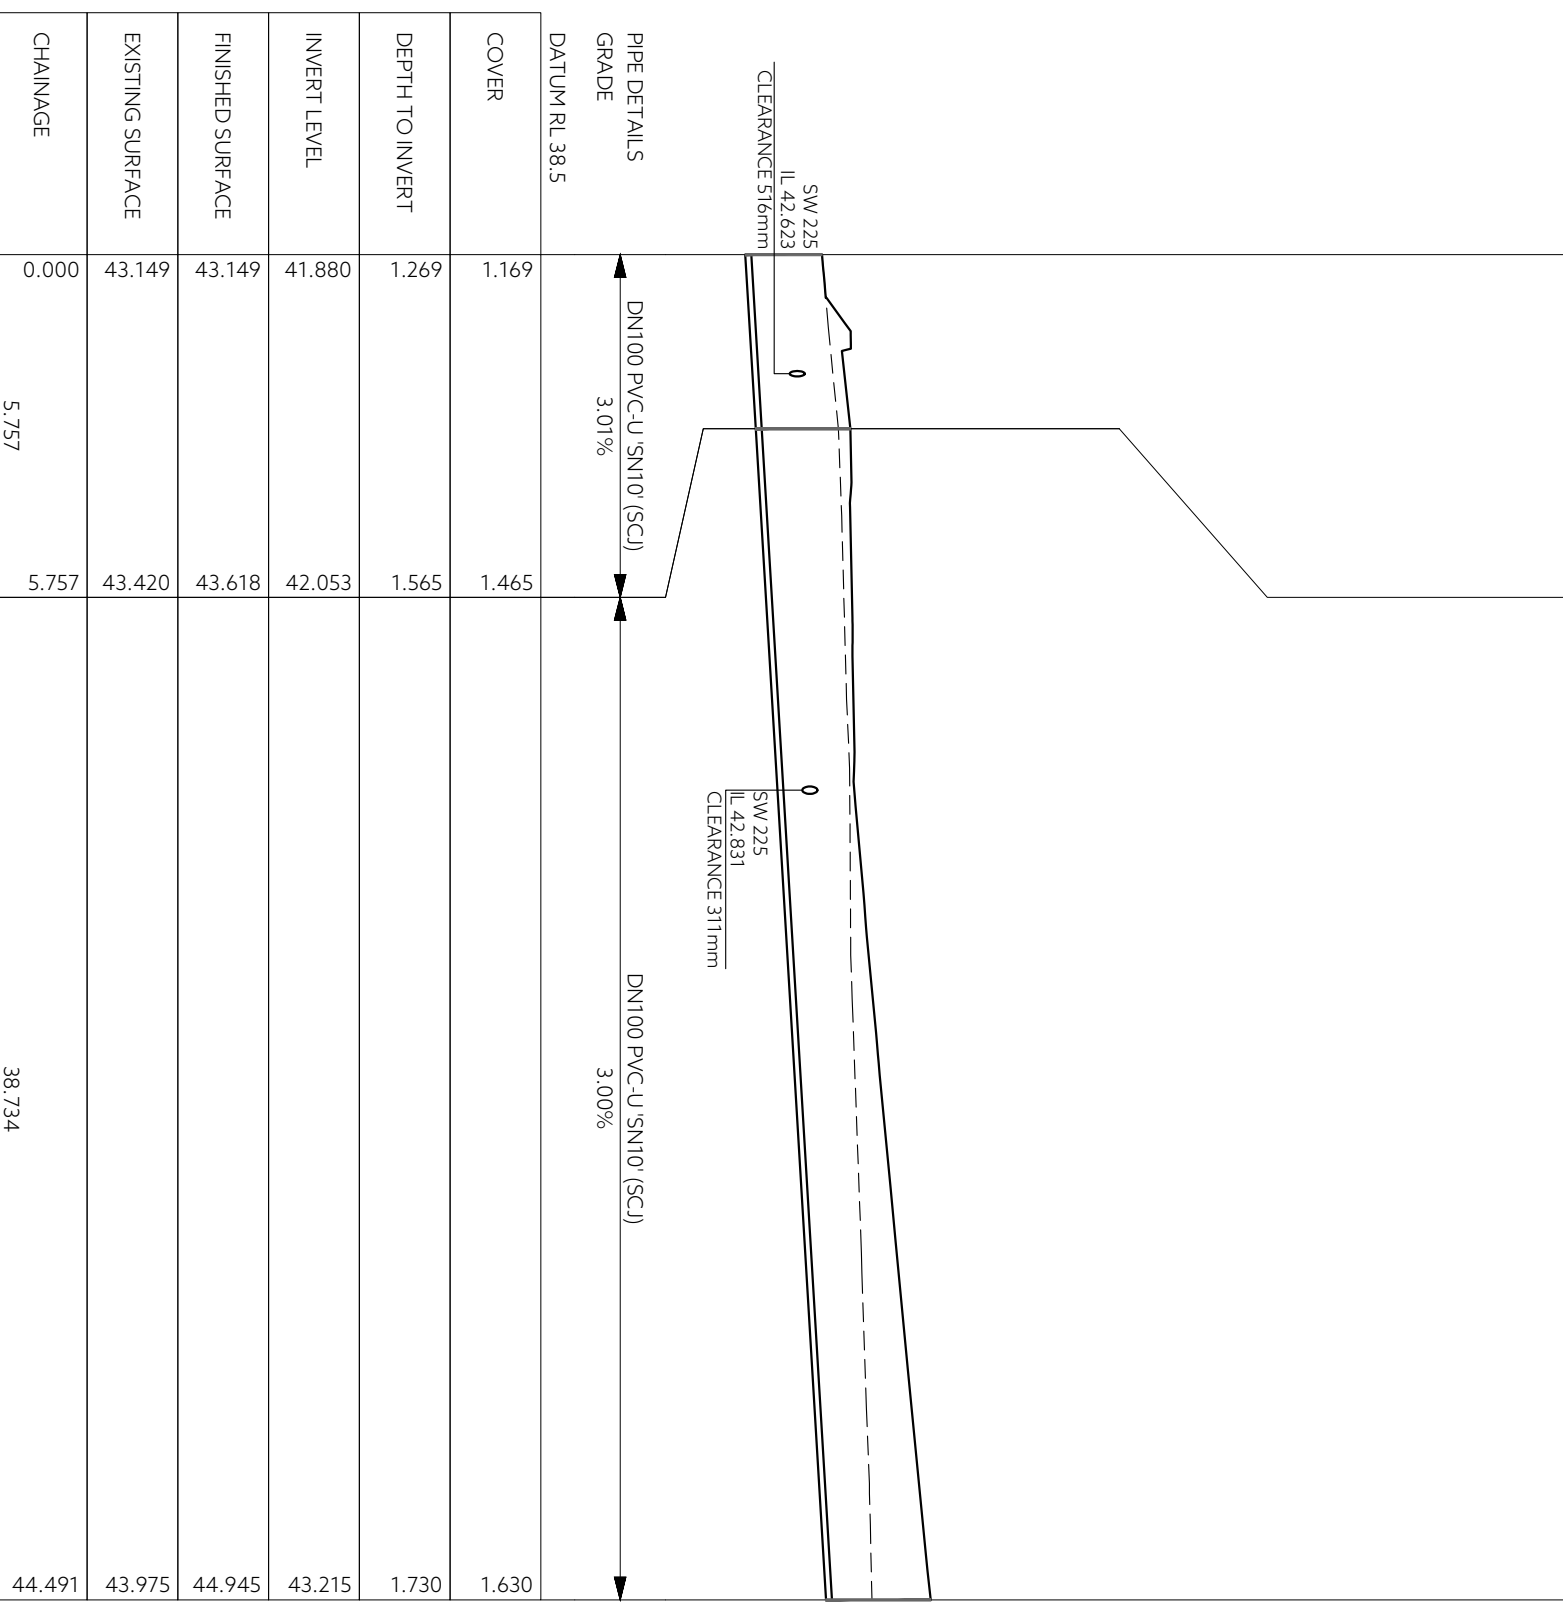 SW 225
IL 42.623
CLEARANCE 516mm
SW 225
IL 42.831
CLEARANCE 311mm
PIPE DETAILS
DN100 PVC-U 'SN10' (SCJ)
DN100 PVC-U 'SN10' (SCJ)
GRADE
3.01%
3.00%
DATUM RL 38.5
COVER
1.169
1.465
1.630
DEPTH TO INVERT
1.269
1.565
1.730
INVERT LEVEL
41.880
42.053
43.215
FINISHED SURFACE
43.149
43.618
44.945
EXISTING SURFACE
43.149
43.420
43.975
CHAINAGE
0.000
5.757
44.491
5.757
38.734